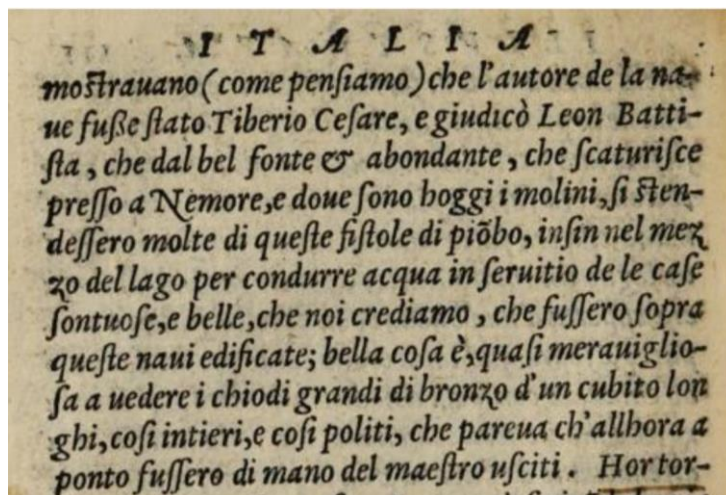 I T A L I A
moſtrauano (come penſiamo) che l'autore de la na-
ue fuße ſtato Tiberio Ceſare, e giudicò Leon Batti-
ſta, che dal bel fonte & abondante, che ſcaturiſce
preſſo a Nemore, e doue ſono hoggi i molini, ſi ſten-
deſſero molte di queſte fiſtole di piōbo, inſin nel mez
zo del lago per condurre acqua in ſeruitio de le caſe
ſontuoſe, e belle, che noi crediamo, che fuſſero ſopra
queſte naui edificate; bella coſa è, quaſi merauiglio-
ſa a uedere i chiodi grandi di bronzo d'un cubito lon
ghi, coſi intieri, e coſi politi, che pareua ch'allhora a
ponto fuſſero di mano del maeſtro uſciti. Hor tor-